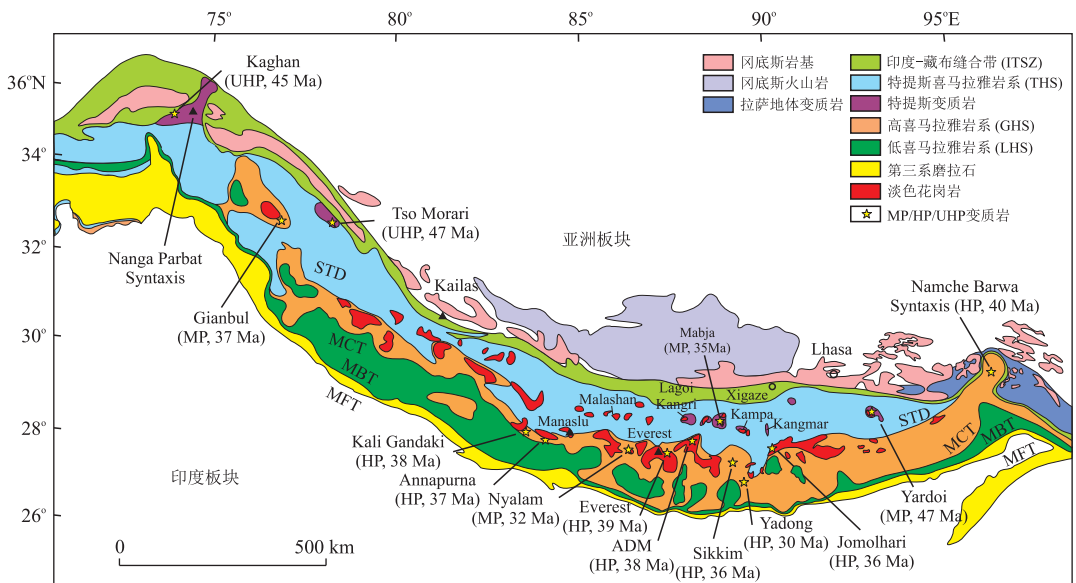 75°
80°
85°
90°
95°E
36°N
34°
32°
30°
28°
26°
Kaghan
(UHP, 45 Ma)
冈底斯岩基
冈底斯火山岩
拉萨地体变质岩
印度-藏布缝合带 (ITSZ)
特提斯喜马拉雅岩系 (THS)
特提斯变质岩
高喜马拉雅岩系 (GHS)
低喜马拉雅岩系 (LHS)
第三系磨拉石
淡色花岗岩
MP/HP/UHP变质岩
Tso Morari
(UHP, 47 Ma)
亚洲板块
Nanga Parbat
Syntaxis
STD
Kailas
Namche Barwa
Syntaxis (HP, 40 Ma)
Gianbul
(MP, 37 Ma)
Mabja
(MP, 35Ma)
Lhasa
MCT
MBT
MFT
Lagoi
Kangri
Xigaze
Malashan
Kampa
Manaslu
Everest
Kangmar
STD
MCT
MBT
MFT
Kali Gandaki
(HP, 38 Ma)
Annapurna
(HP, 37 Ma)
印度板块
Nyalam
(MP, 32 Ma)
Everest
(HP, 39 Ma)
ADM
(HP, 38 Ma)
Sikkim
(HP, 36 Ma)
Yadong
(HP, 30 Ma)
Jomolhari
(HP, 36 Ma)
Yardoi
(MP, 47 Ma)
0
500 km